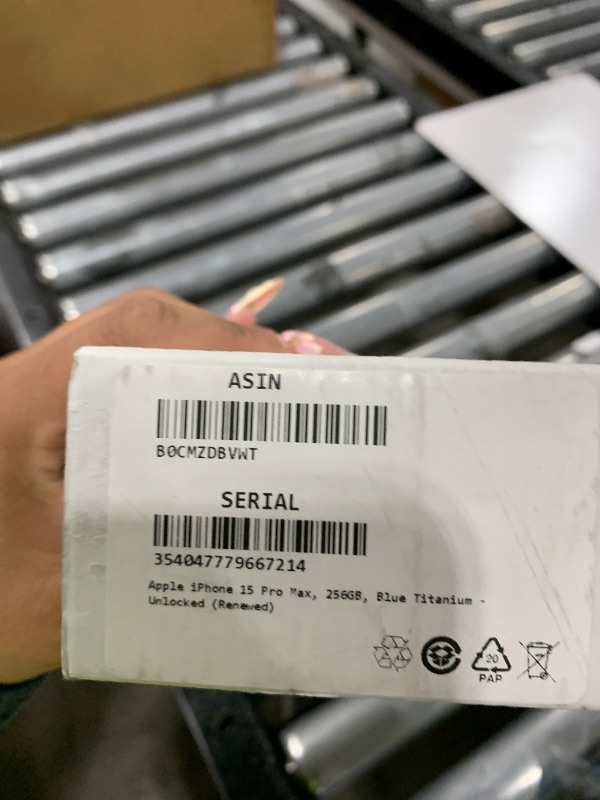 ASIN
B0CMZDBVWT
SERIAL
354047779667214
Apple iPhone 15 Pro Max, 256GB, Blue Titanium -
Unlocked (Renewed)
20
PAP